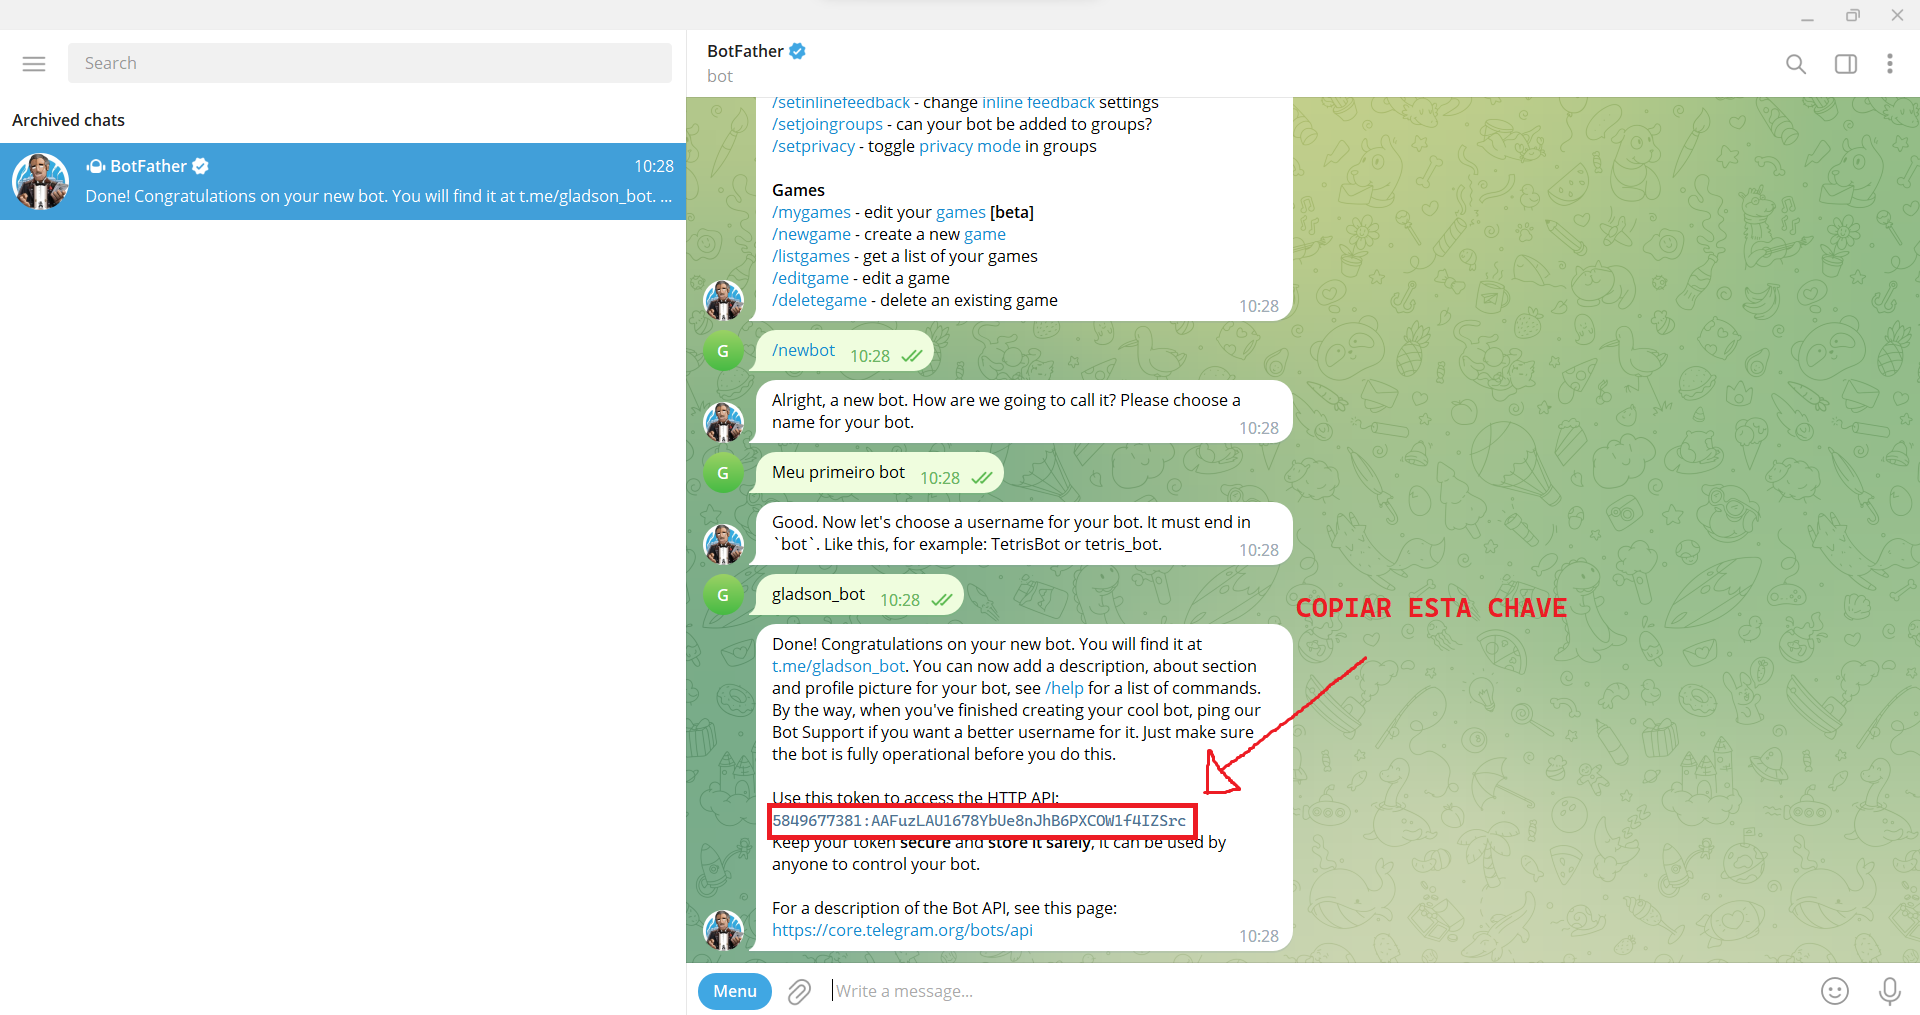 Search
Archived chats
BotFather
10:28
Done! Congratulations on your new bot. You will find it at t.me/gladson_bot. ...
BotFather
bot
/setinlinefeedback - change inline feedback settings
/setjoingroups - can your bot be added to groups?
/setprivacy - toggle privacy mode in groups
Games
/mygames - edit your games [beta]
/newgame - create a new game
/listgames - get a list of your games
/editgame - edit a game
/deletegame - delete an existing game
10:28
G
/newbot 10:28
Alright, a new bot. How are we going to call it? Please choose a
name for your bot.
10:28
G
Meu primeiro bot 10:28
Good. Now let's choose a username for your bot. It must end in
`bot`. Like this, for example: TetrisBot or tetris_bot.
10:28
G
gladson_bot 10:28
COPIAR ESTA CHAVE
Done! Congratulations on your new bot. You will find it at
t.me/gladson_bot. You can now add a description, about section
and profile picture for your bot, see /help for a list of commands.
By the way, when you've finished creating your cool bot, ping our
Bot Support if you want a better username for it. Just make sure
the bot is fully operational before you do this.
Use this token to access the HTTP API:
5849677381:AAFuzLAU1678YbUe8nJhB6PXCOW1f4IZSrc
Keep your token secure and store it safely, it can be used by
anyone to control your bot.
For a description of the Bot API, see this page:
https://core.telegram.org/bots/api
10:28
Menu
Write a message...